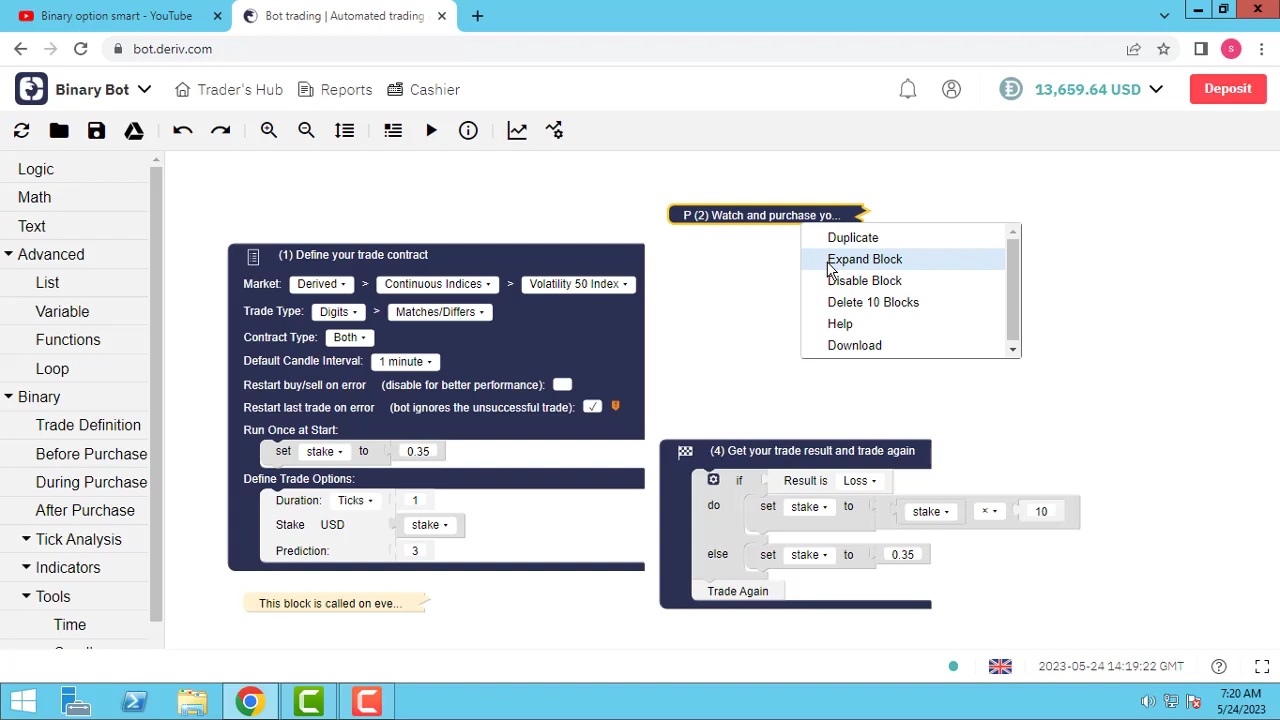 Binary option smart - YouTube
Bot trading | Automated trading
bot.deriv.com
S
Binary Bot
Trader's Hub
Reports
Cashier
13,659.64 USD
Deposit
Logic
Math
Text
Advanced
List
Variable
Functions
Loop
Binary
Trade Definition
Before Purchase
During Purchase
After Purchase
Tick Analysis
Indicators
Tools
Time
(1) Define your trade contract
Market: Derived > Continuous Indices > Volatility 50 Index
Trade Type: Digits > Matches/Differs
Contract Type: Both
Default Candle Interval: 1 minute
Restart buy/sell on error (disable for better performance):
Restart last trade on error (bot ignores the unsuccessful trade): ✓
Run Once at Start:
set stake to 0.35
Define Trade Options:
Duration: Ticks 1
Stake USD stake
Prediction: 3
This block is called on eve...
P (2) Watch and purchase yo...
Duplicate
Expand Block
Disable Block
Delete 10 Blocks
Help
Download
(4) Get your trade result and trade again
if Result is Loss
do set stake to stake × 10
else set stake to 0.35
Trade Again
2023-05-24 14:19:22 GMT
7:20 AM
5/24/2023